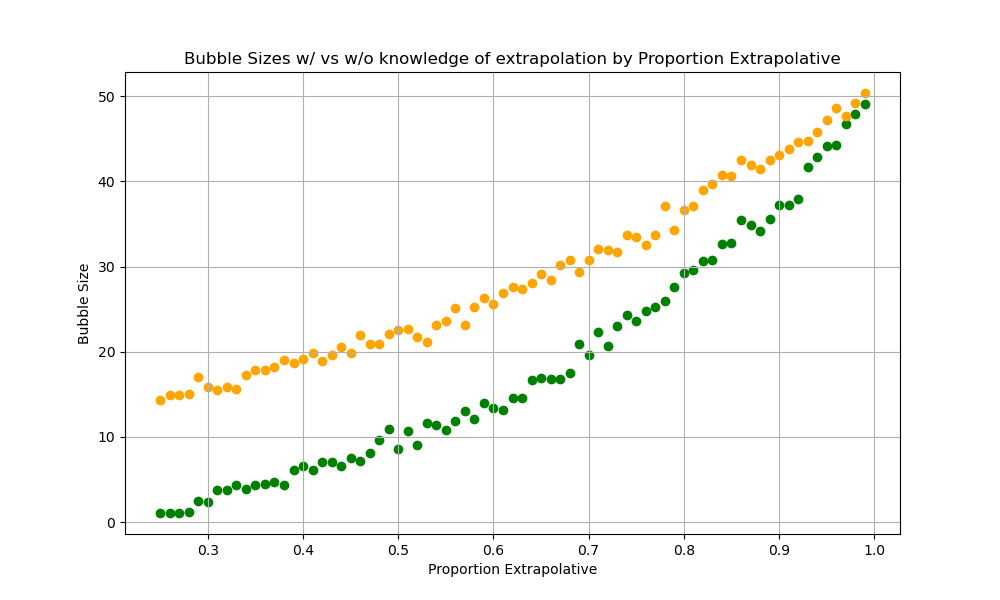 Bubble Sizes w/ vs w/o knowledge of extrapolation by Proportion Extrapolative
50
40
30
20
10
0
Bubble Size
0.3 0.4 0.5 0.6 0.7 0.8 0.9 1.0
Proportion Extrapolative